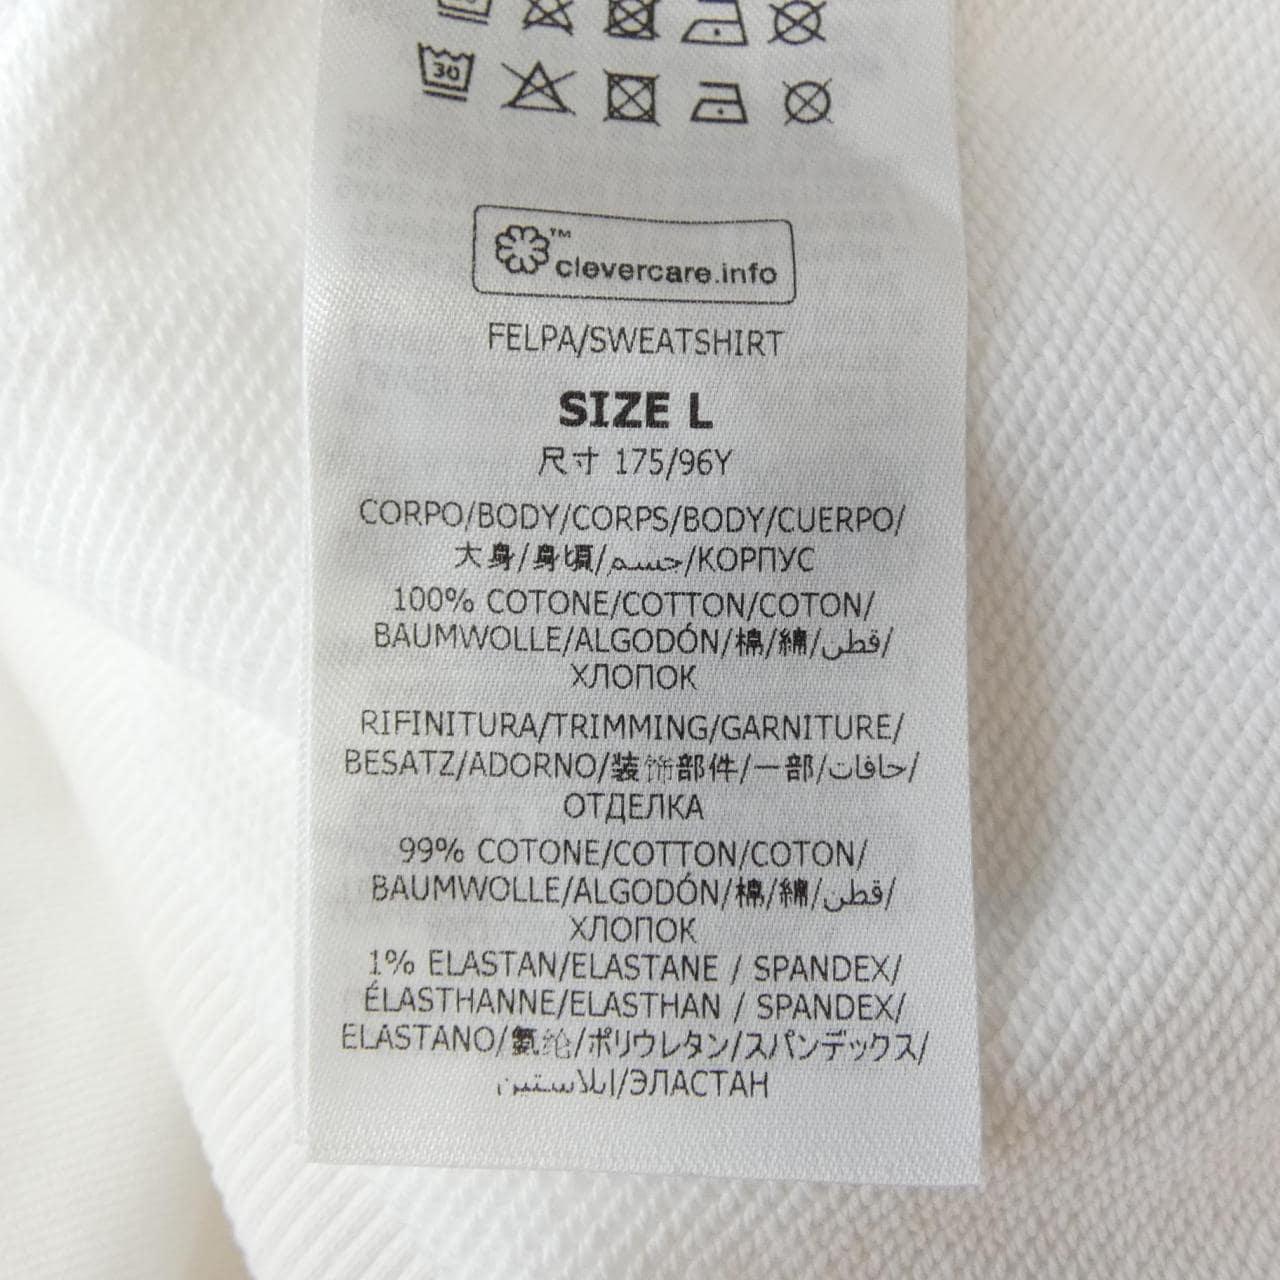 30
™
clevercare.info
FELPA/SWEATSHIRT
SIZE L
尺寸 175/96Y
CORPO/BODY/CORPS/BODY/CUERPO/
大身/身頃/جسم/КОРПУС
100% COTONE/COTTON/COTON/
BAUMWOLLE/ALGODÓN/棉/綿/قطن/
ХЛОПОК
RIFINITURA/TRIMMING/GARNITURE/
BESATZ/ADORNO/装饰部件/一部/حافات/
ОТДЕЛКА
99% COTONE/COTTON/COTON/
BAUMWOLLE/ALGODÓN/棉/綿/قطن/
ХЛОПОК
1% ELASTAN/ELASTANE / SPANDEX/
ÉLASTHANNE/ELASTHAN / SPANDEX/
ELASTANO/氨纶/ポリウレタン/スパンデックス/
ايلاستين/ЭЛАСТАН